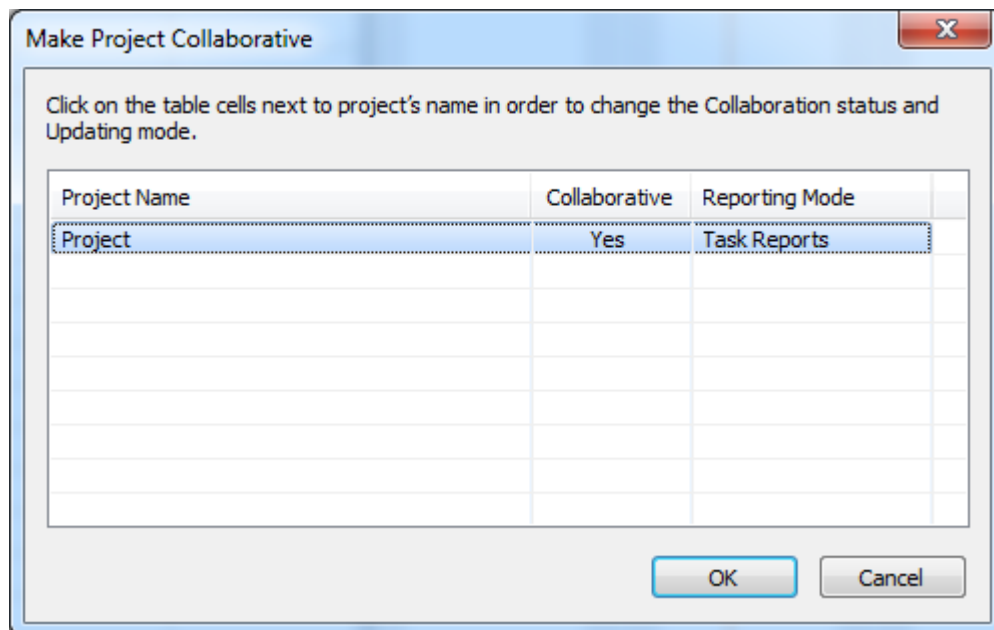 Make Project Collaborative
Click on the table cells next to project's name in order to change the Collaboration status and
Updating mode.
Project Name Collaborative Reporting Mode
Project Yes Task Reports
OK Cancel